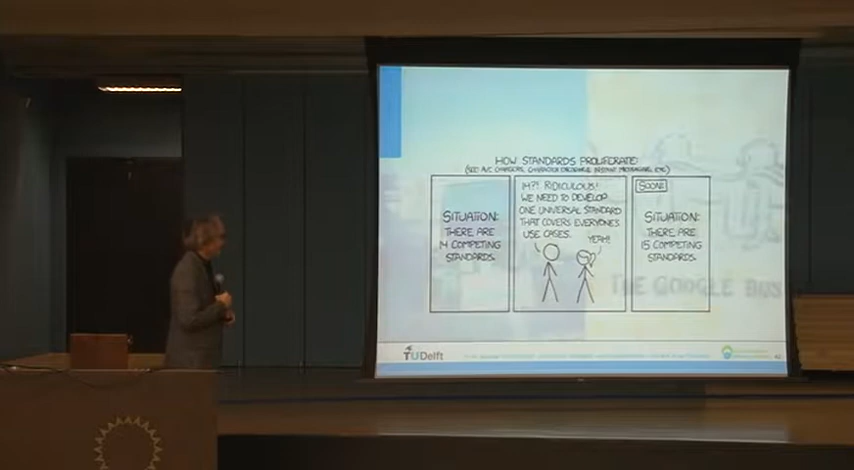 HOW STANDARDS PROLIFERATE:
(SEE: A/C CHARGERS, CHARACTER ENCODINGS, INSTANT MESSAGING, ETC.)
SITUATION:
THERE ARE
14 COMPETING
STANDARDS.
14?! RIDICULOUS!
WE NEED TO DEVELOP
ONE UNIVERSAL STANDARD
THAT COVERS EVERYONE'S
USE CASES.
YEAH!
SOON:
SITUATION:
THERE ARE
15 COMPETING
STANDARDS.
THE GOOGLE BUS
TUDelft
42